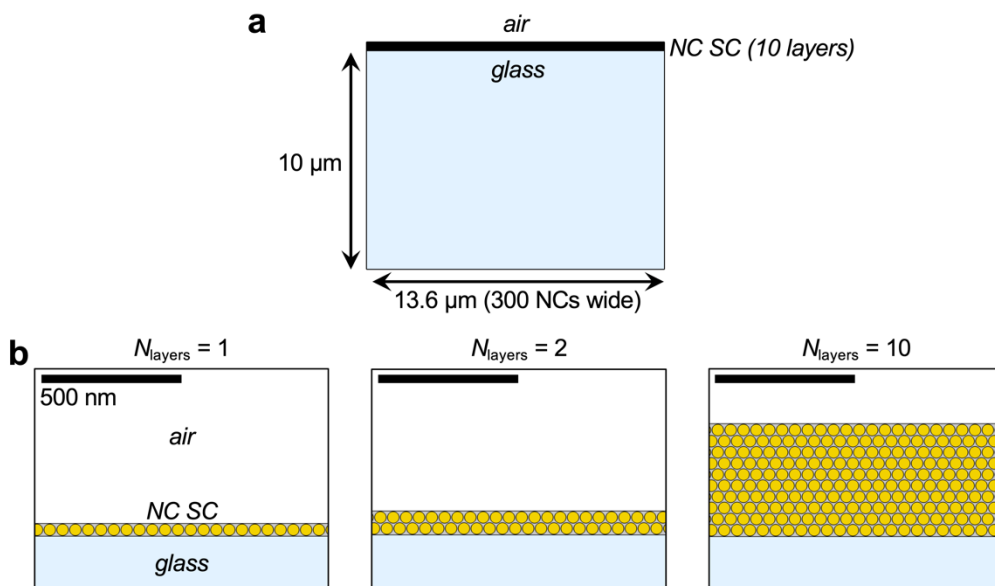 a
air
NC SC (10 layers)
glass
10 µm
13.6 µm (300 NCs wide)
b
Nlayers = 1
Nlayers = 2
Nlayers = 10
500 nm
air
NC SC
glass